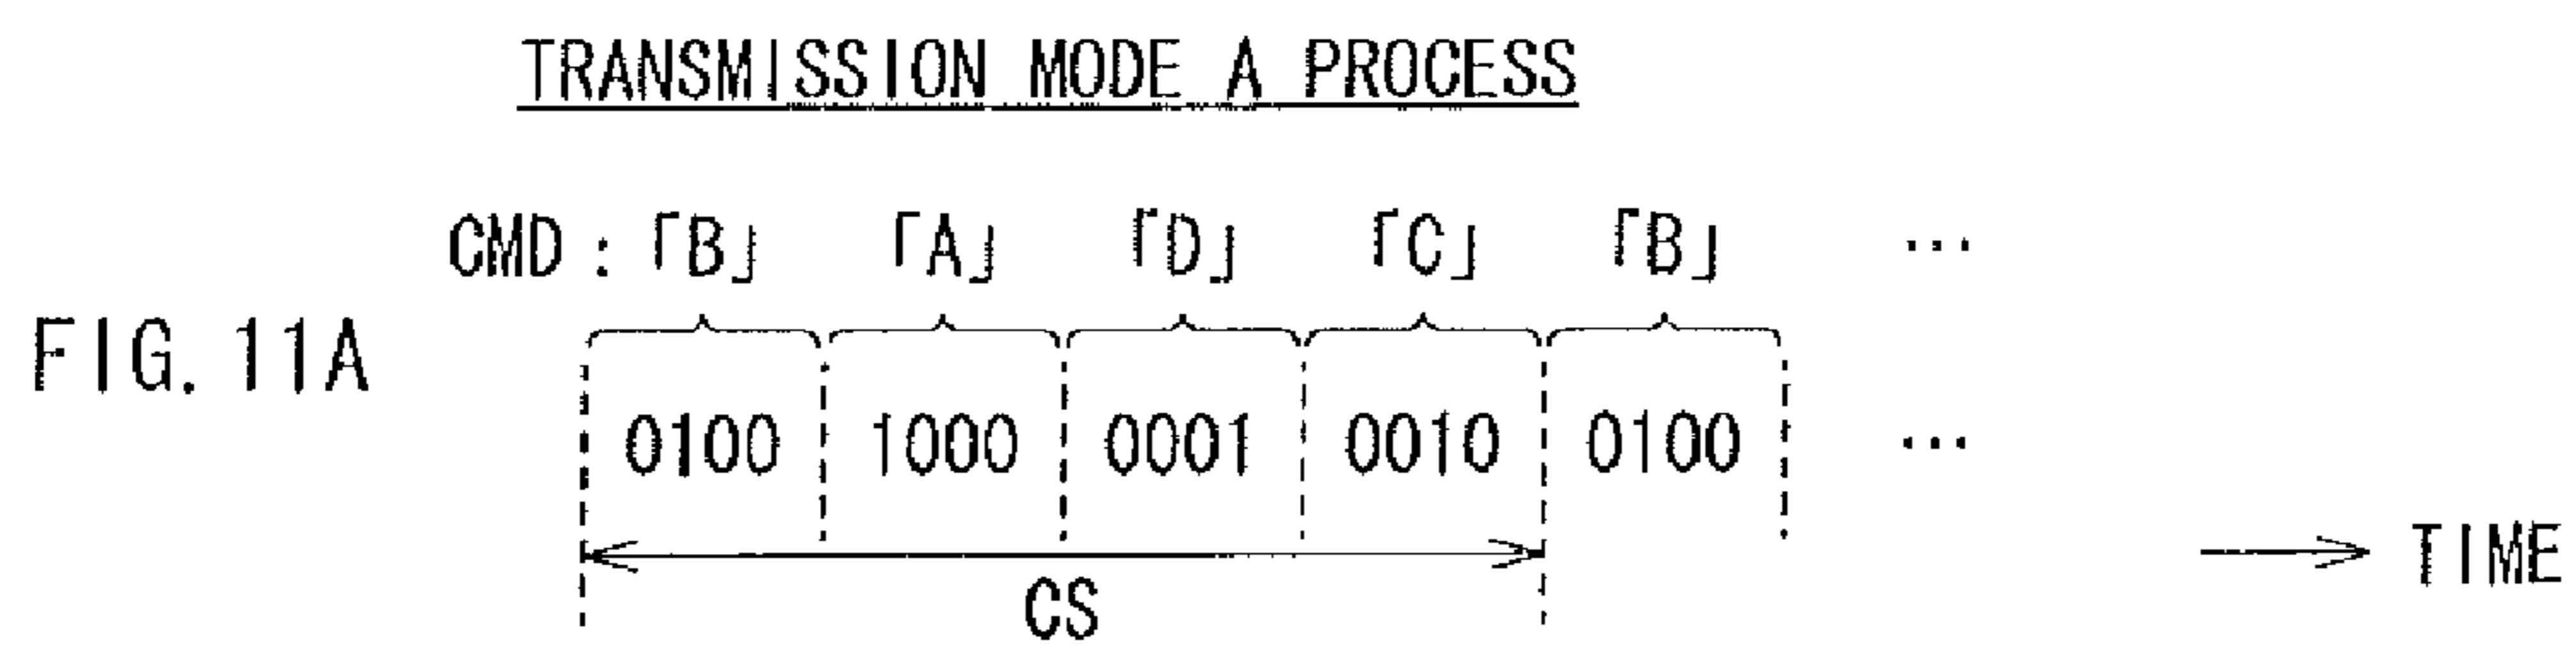 TRANSMISSION MODE A PROCESS
CMD : 「B」 「A」 「D」 「C」 「B」 …
FIG. 11A
0100 1000 0001 0010 0100 …
TIME
CS